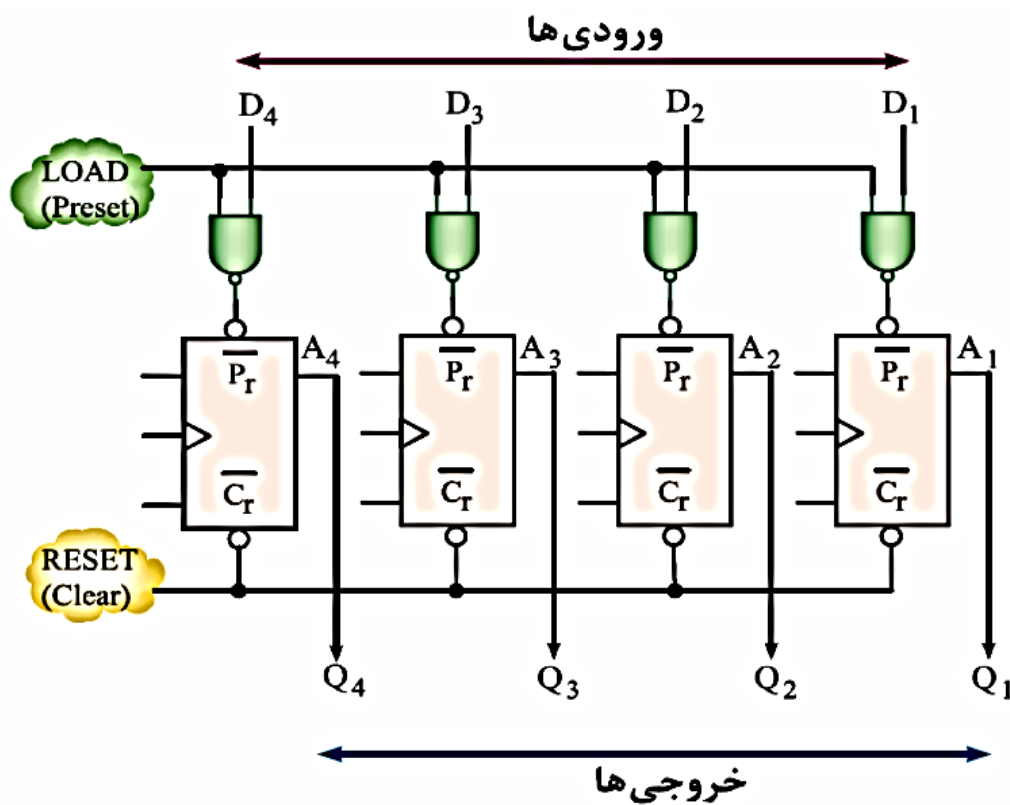 ورودی‌ها
D4 D3 D2 D1
LOAD
(Preset)
A4 A3 A2 A1
Pr Pr Pr Pr
Cr Cr Cr Cr
RESET
(Clear)
Q4 Q3 Q2 Q1
خروجی‌ها